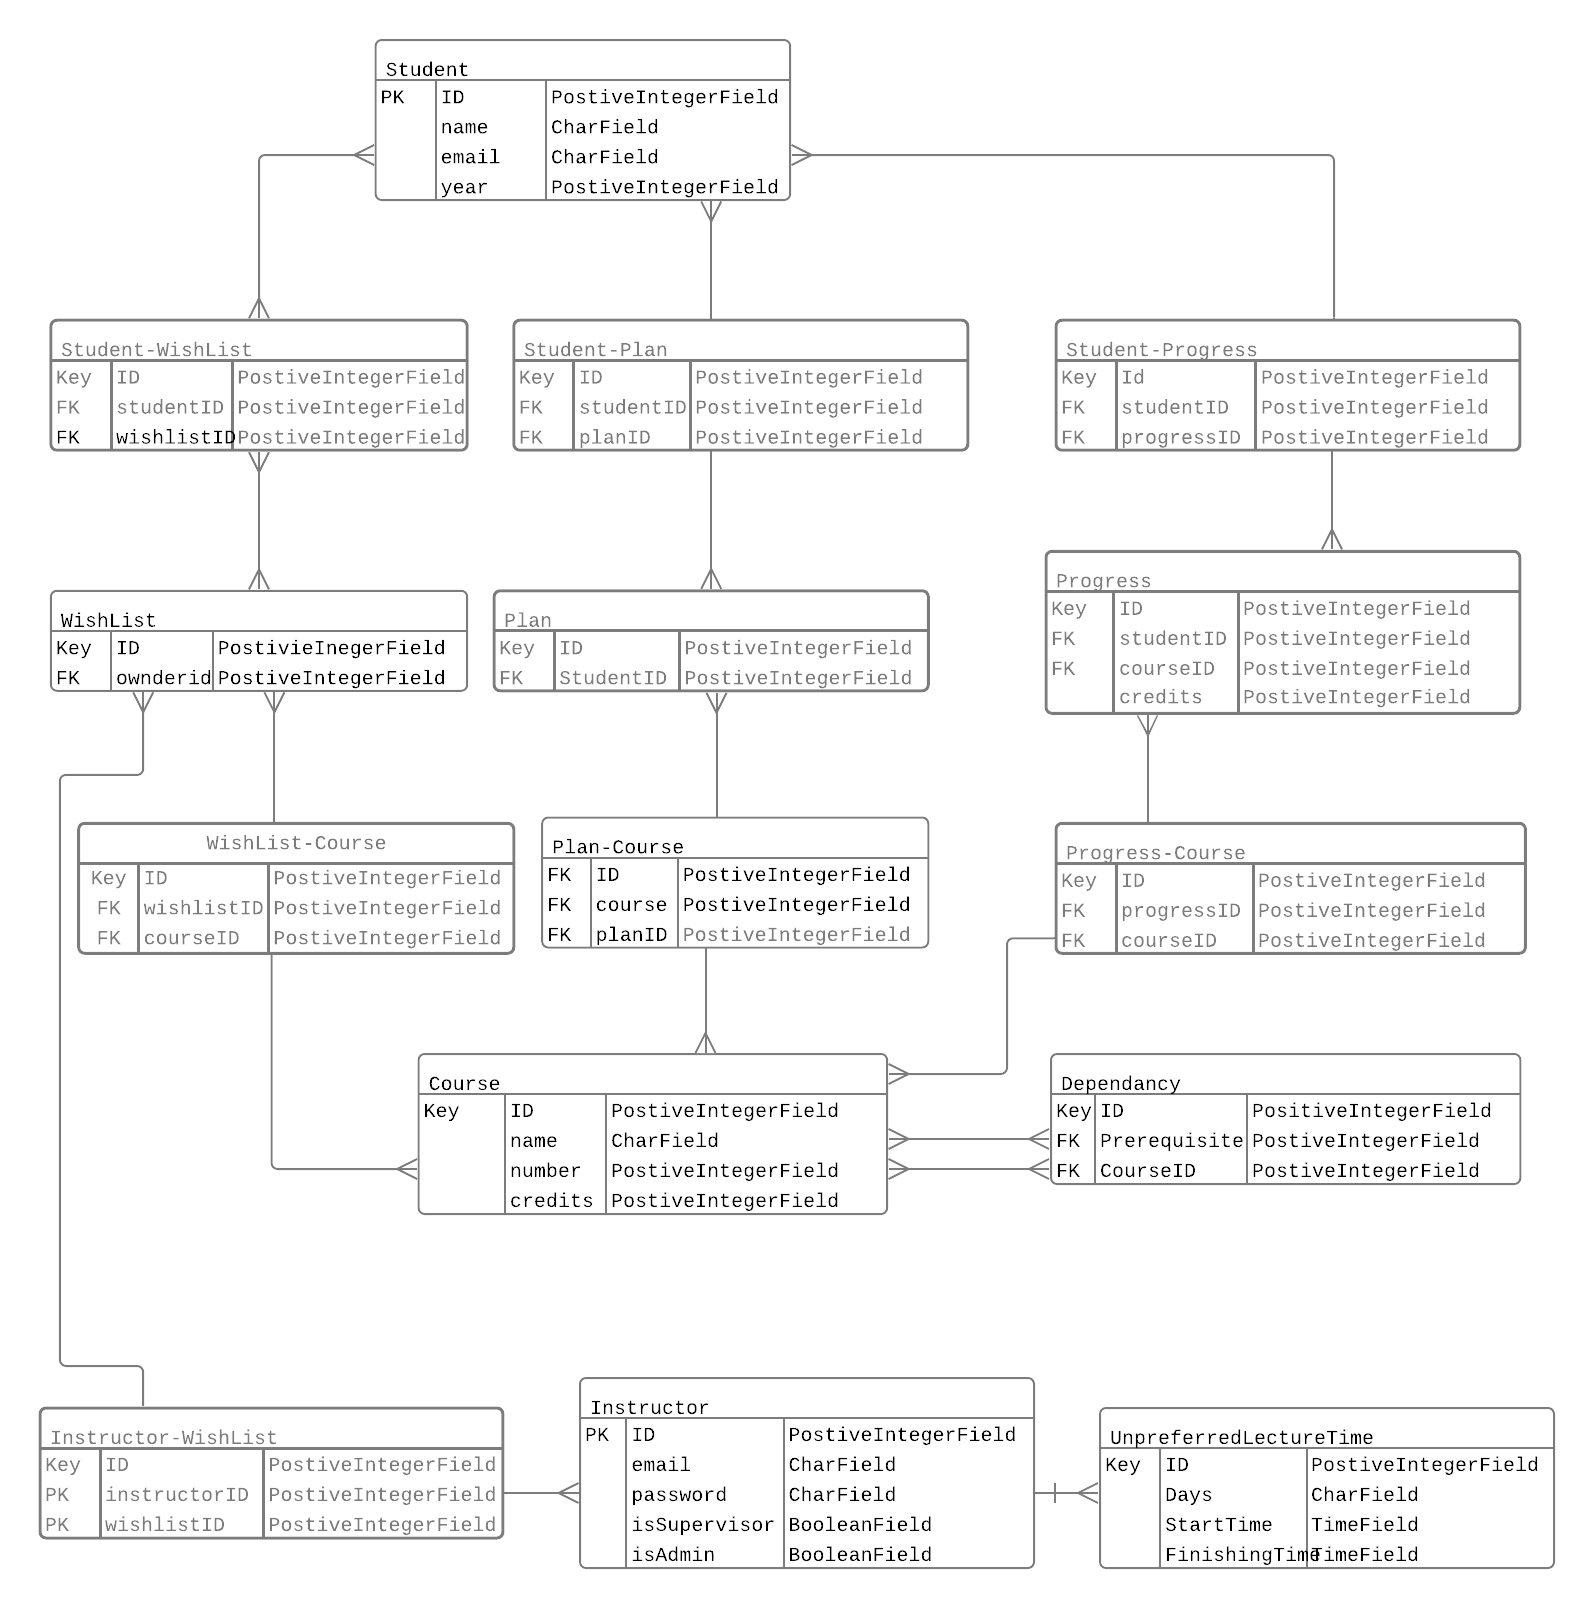 Student
PK ID PostiveIntegerField
name CharField
email CharField
year PostiveIntegerField
Student-WishList
Key ID PostiveIntegerField
FK studentID PostiveIntegerField
FK wishlistID PostiveIntegerField
Student-Plan
Key ID PostiveIntegerField
FK studentID PostiveIntegerField
FK planID PostiveIntegerField
Student-Progress
Key Id PostiveIntegerField
FK studentID PostiveIntegerField
FK progressID PostiveIntegerField
WishList
Key ID PostivieInegerField
FK ownderid PostiveIntegerField
Plan
Key ID PostiveIntegerField
FK StudentID PostiveIntegerField
Progress
Key ID PostiveIntegerField
FK studentID PostiveIntegerField
FK courseID PostiveIntegerField
credits PostiveIntegerField
WishList-Course
Key ID PostiveIntegerField
FK wishlistID PostiveIntegerField
FK courseID PostiveIntegerField
Plan-Course
FK ID PostiveIntegerField
FK course PostiveIntegerField
FK planID PostiveIntegerField
Progress-Course
Key ID PostiveIntegerField
FK progressID PostiveIntegerField
FK courseID PostiveIntegerField
Course
Key ID PostiveIntegerField
name CharField
number PostiveIntegerField
credits PostiveIntegerField
Dependancy
Key ID PositiveIntegerField
FK Prerequisite PostiveIntegerField
FK CourseID PostiveIntegerField
Instructor-WishList
Key ID PostiveIntegerField
PK instructorID PostiveIntegerField
PK wishlistID PostiveIntegerField
Instructor
PK ID PostiveIntegerField
email CharField
password CharField
isSupervisor BooleanField
isAdmin BooleanField
UnpreferredLectureTime
Key ID PostiveIntegerField
Days CharField
StartTime TimeField
FinishingTime TimeField